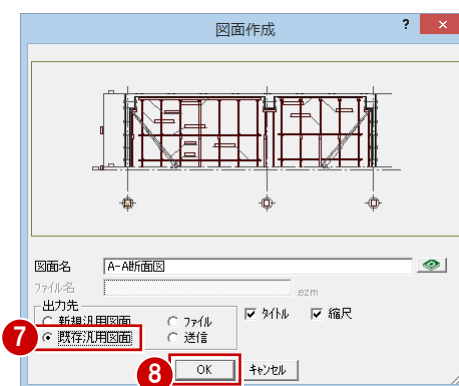 図面作成
? ×
図面名 A-A断面図
ファイル名 .ezm
出力先
新規汎用図面 ファイル
7 既存汎用図面 送信
タイトル 縮尺
8 OK キャンセル